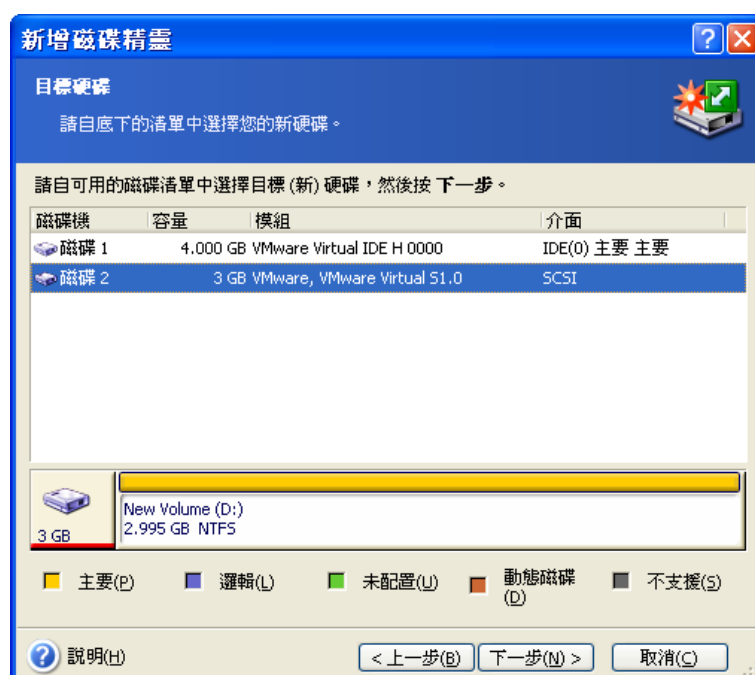 新增磁碟精靈
目標硬碟
請自底下的清單中選擇您的新硬碟。
請自可用的磁碟清單中選擇目標 (新) 硬碟，然後按 下一步。
磁碟機 容量 模組 介面
磁碟 1 4.000 GB VMware Virtual IDE H 0000 IDE(0) 主要 主要
磁碟 2 3 GB VMware, VMware Virtual S1.0 SCSI
New Volume (D:)
3 GB 2.995 GB NTFS
主要(P) 邏輯(L) 未配置(U) 動態磁碟(D) 不支援(S)
說明(H) < 上一步(B) 下一步(N) > 取消(C)